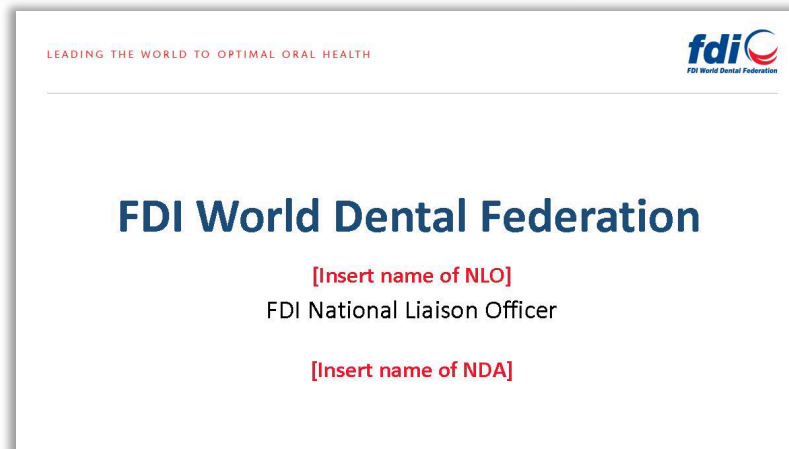 LEADING THE WORLD TO OPTIMAL ORAL HEALTH
fdi
FDI World Dental Federation
FDI World Dental Federation
[Insert name of NLO]
FDI National Liaison Officer
[Insert name of NDA]